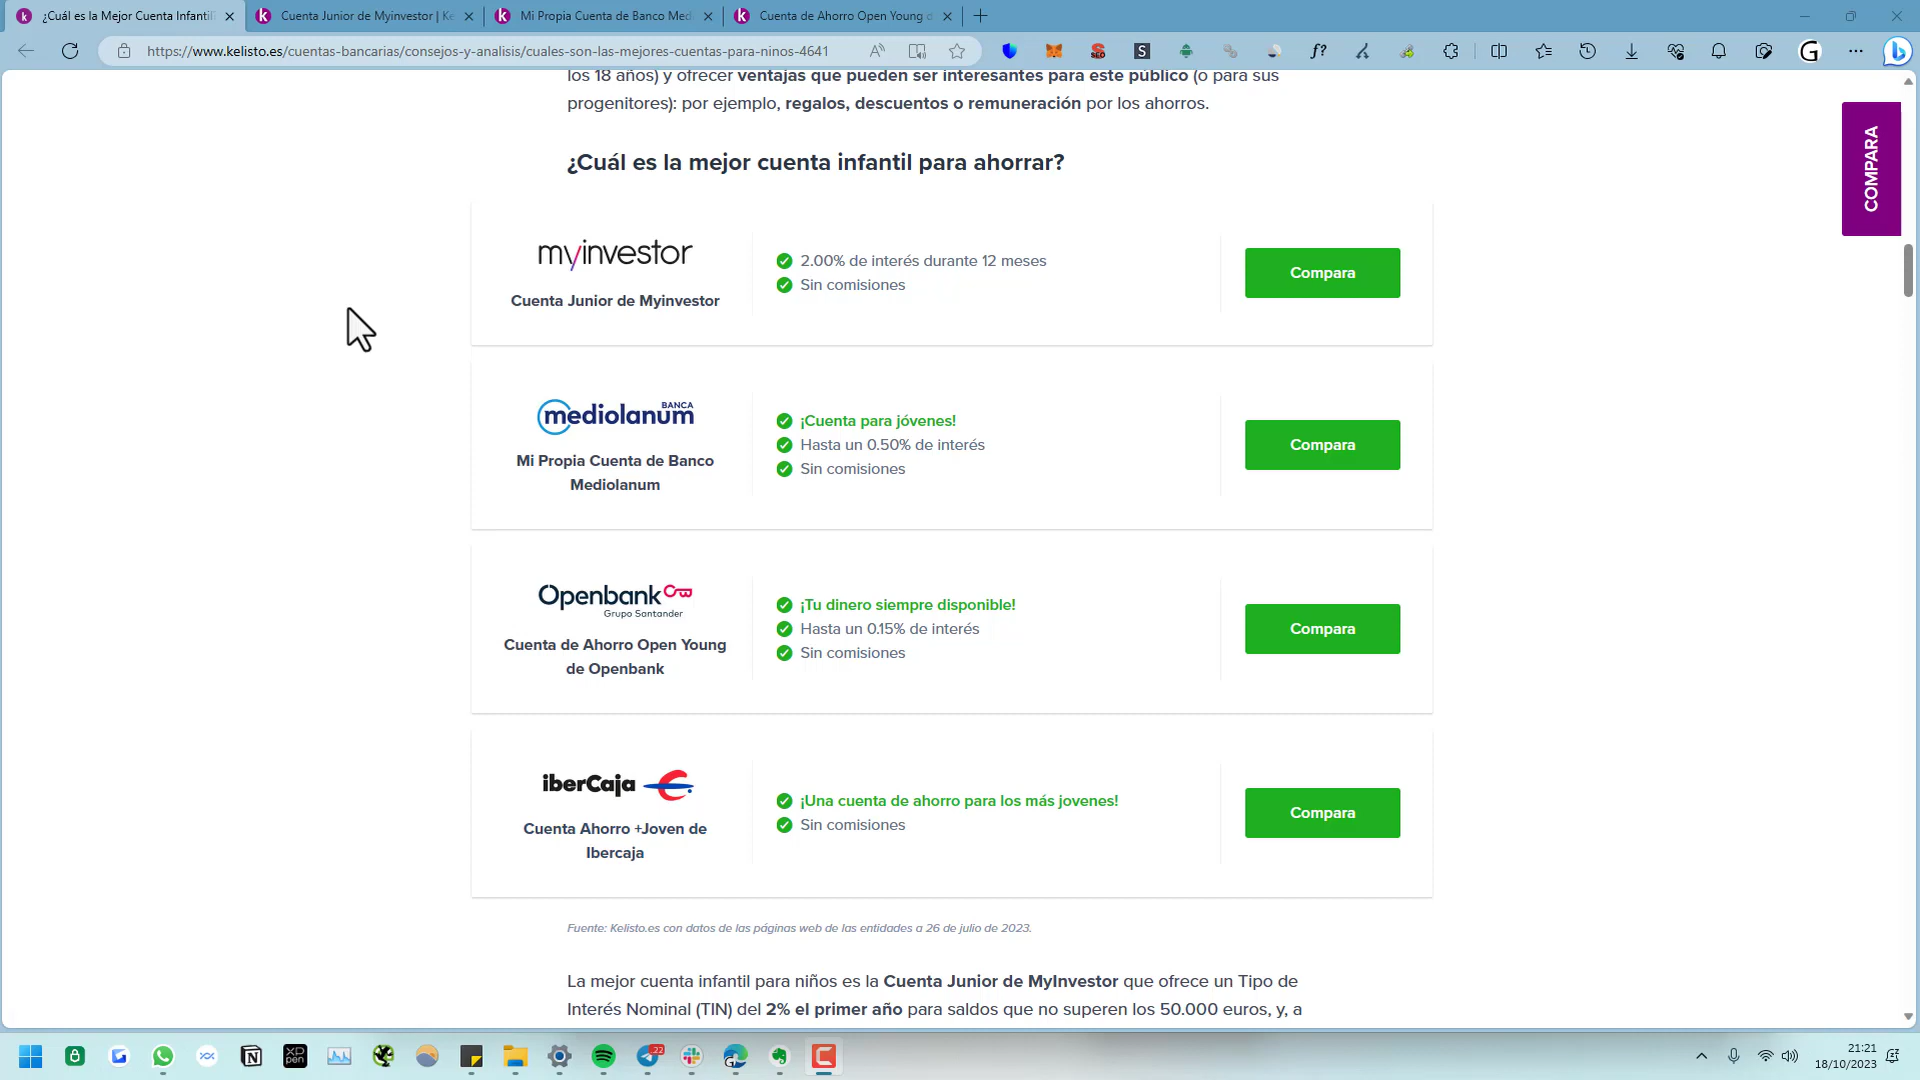 ¿Cuál es la Mejor Cuenta Infantil
Cuenta Junior de Myinvestor | Ke
Mi Propia Cuenta de Banco Med
Cuenta de Ahorro Open Young d
https://www.kelisto.es/cuentas-bancarias/consejos-y-analisis/cuales-son-las-mejores-cuentas-para-ninos-4641
los 18 años) y ofrecer ventajas que pueden ser interesantes para este público (o para sus
progenitores): por ejemplo, regalos, descuentos o remuneración por los ahorros.
COMPARA
¿Cuál es la mejor cuenta infantil para ahorrar?
myinvestor
Cuenta Junior de Myinvestor
2.00% de interés durante 12 meses
Sin comisiones
Compara
BANCA
mediolanum
Mi Propia Cuenta de Banco
Mediolanum
¡Cuenta para jóvenes!
Hasta un 0.50% de interés
Sin comisiones
Compara
Openbank
Grupo Santander
Cuenta de Ahorro Open Young
de Openbank
¡Tu dinero siempre disponible!
Hasta un 0.15% de interés
Sin comisiones
Compara
iberCaja
Cuenta Ahorro +Joven de
Ibercaja
¡Una cuenta de ahorro para los más jovenes!
Sin comisiones
Compara
Fuente: Kelisto.es con datos de las páginas web de las entidades a 26 de julio de 2023.
La mejor cuenta infantil para niños es la Cuenta Junior de MyInvestor que ofrece un Tipo de
Interés Nominal (TIN) del 2% el primer año para saldos que no superen los 50.000 euros, y, a
22
21:21
18/10/2023